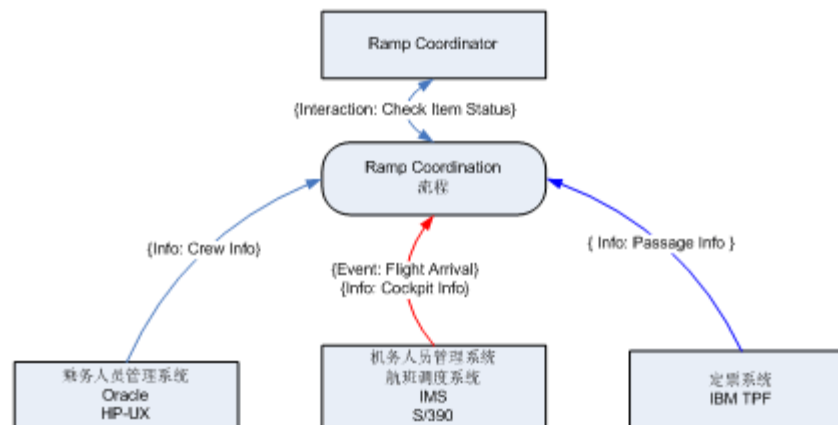 Ramp Coordinator
{Interaction: Check Item Status}
Ramp Coordination
流程
{Info: Crew Info}
{Event: Flight Arrival}
{Info: Cockpit Info}
{ Info: Passage Info }
乘务人员管理系统
Oracle
HP-UX
机务人员管理系统
航班调度系统
IMS
S/390
定票系统
IBM TPF